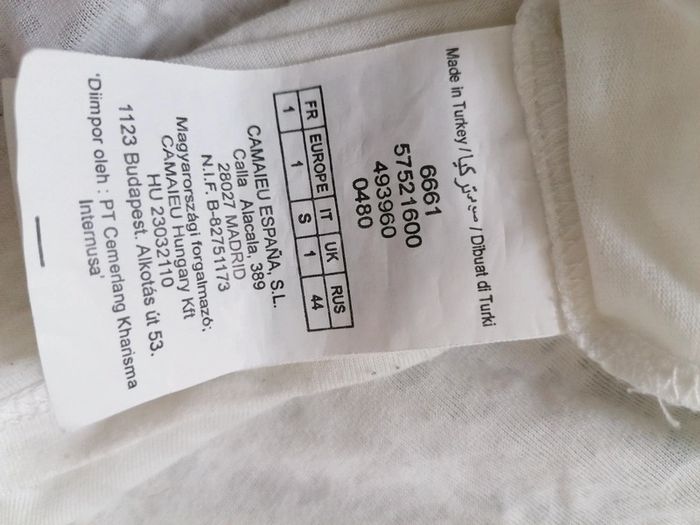 Made in Turkey / صنع في تركيا / Dibuat di Turki
6661
57521600
493960
0480
FR EUROPE IT UK RUS
1 1 S 1 44
CAMAIEU ESPAÑA, S.L.
Calla Alacala, 389
28027 MADRID
N.I.F. B-82751173
Magyarországi forgalmazó:
CAMAIEU Hungary Kft
HU 23032110
1123 Budapest. Alkotás út 53.
'Diimpor oleh : PT Cemerlang Kharisma
Internusa'